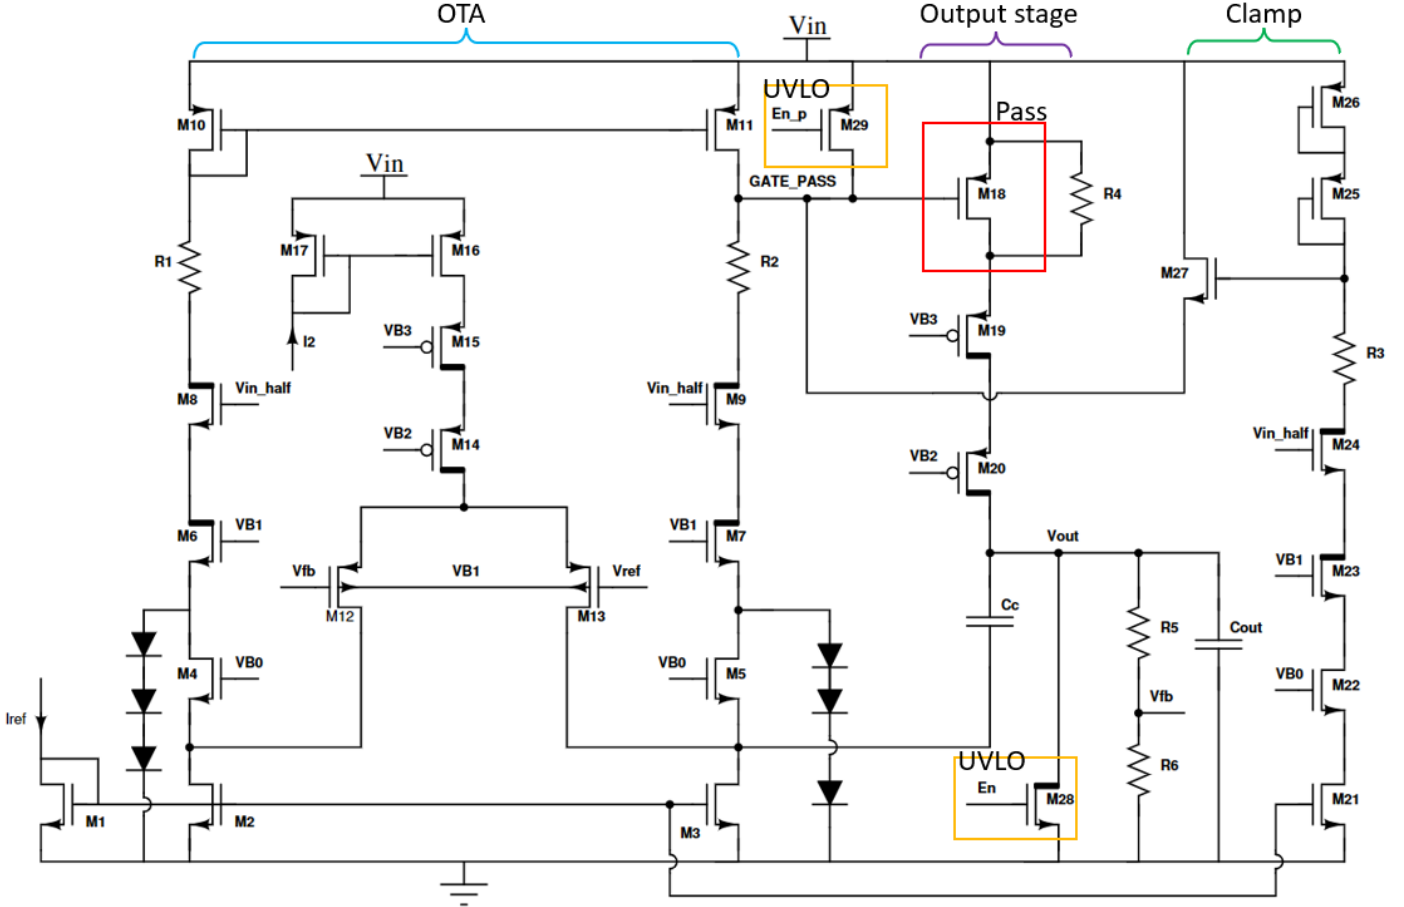 OTA
Vin
Output stage
Clamp
UVLO
En_p
M29
Pass
M26
M10
M11
Vin
GATE_PASS
M18
R4
M25
M17
M16
R1
R2
M27
I2
VB3
M15
VB3
M19
R3
M8
Vin_half
Vin_half
M9
VB2
M14
VB2
M20
Vin_half
M24
M6
VB1
VB1
M7
Vout
Vfb
VB1
Vref
VB1
M23
M12
M13
Cc
R5
Cout
M4
VB0
VB0
M5
VB0
M22
Vfb
Iref
UVLO
R6
En
M28
M21
M1
M2
M3